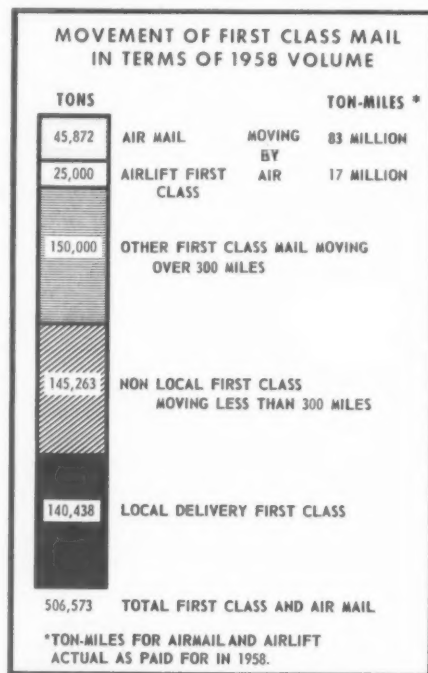 MOVEMENT OF FIRST CLASS MAIL
IN TERMS OF 1958 VOLUME
TONS TON-MILES *
45,872 AIR MAIL MOVING 83 MILLION
BY
25,000 AIRLIFT FIRST AIR 17 MILLION
CLASS
150,000 OTHER FIRST CLASS MAIL MOVING
OVER 300 MILES
145,263 NON LOCAL FIRST CLASS
MOVING LESS THAN 300 MILES
140,438 LOCAL DELIVERY FIRST CLASS
506,573 TOTAL FIRST CLASS AND AIR MAIL
*TON-MILES FOR AIRMAIL AND AIRLIFT
ACTUAL AS PAID FOR IN 1958.